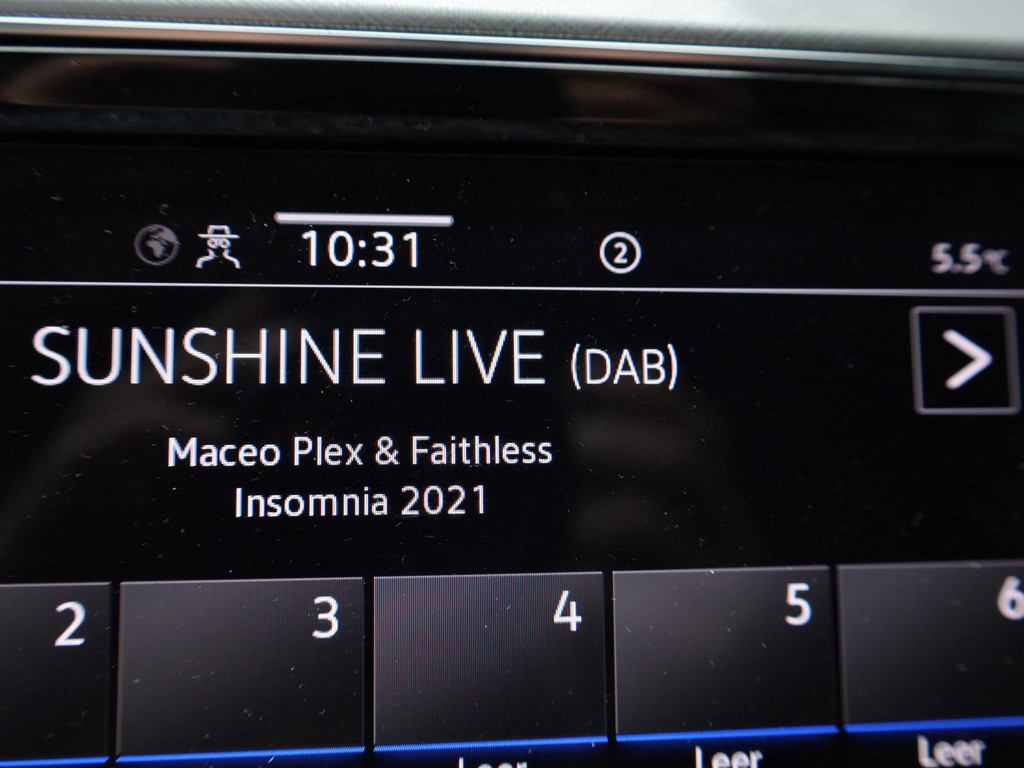 10:31 2 5.5°C
SUNSHINE LIVE (DAB)
Maceo Plex & Faithless
Insomnia 2021
2 3 4 5 6
Leer Leer Leer